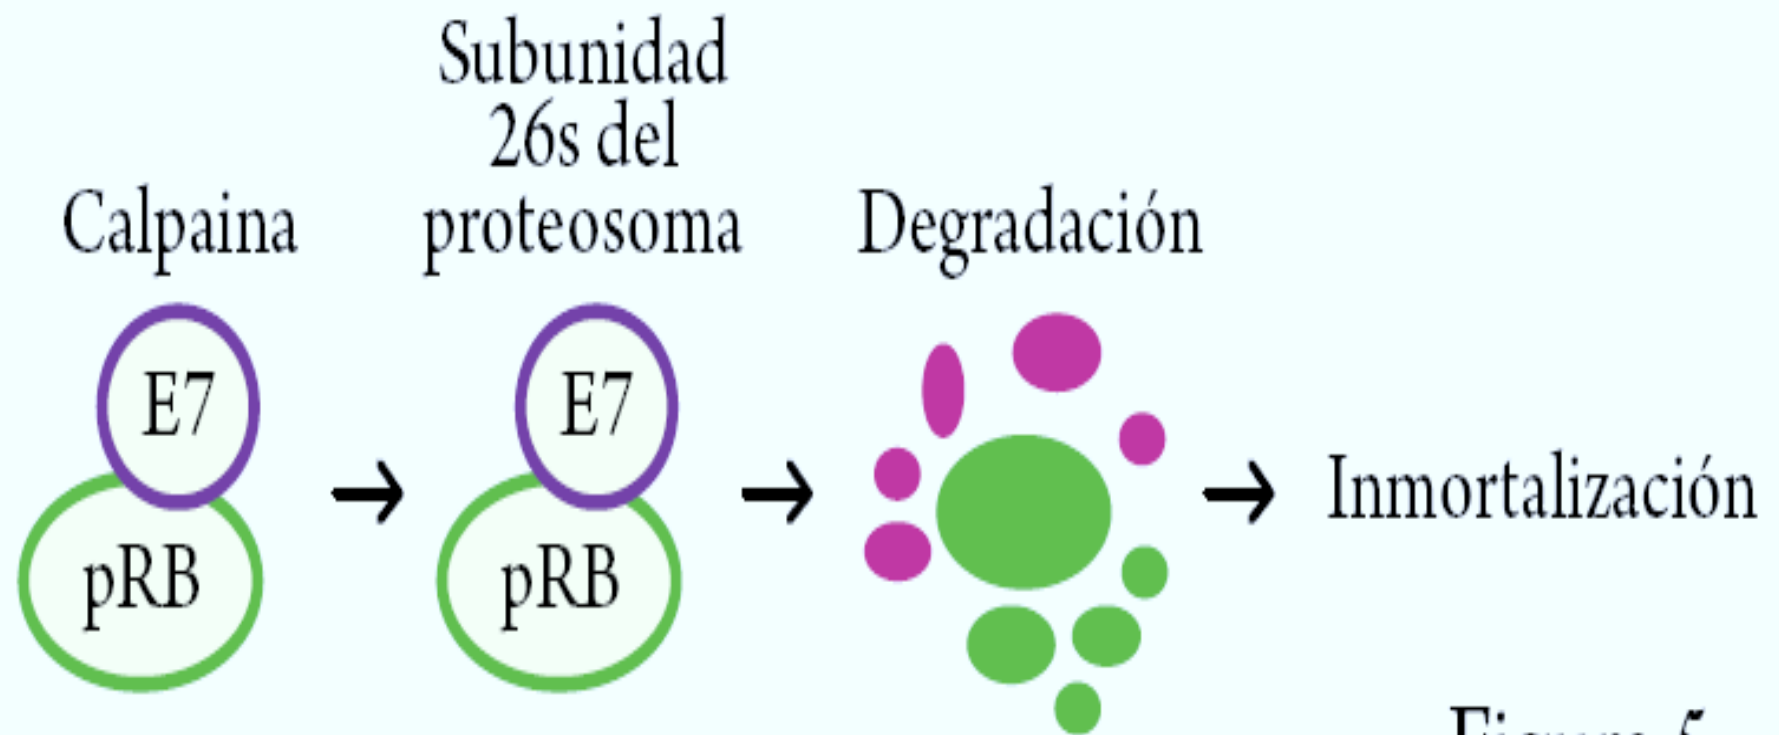 Calpaina
Subunidad
26s del
proteosoma
Degradación
E7
pRB
E7
pRB
Inmortalización